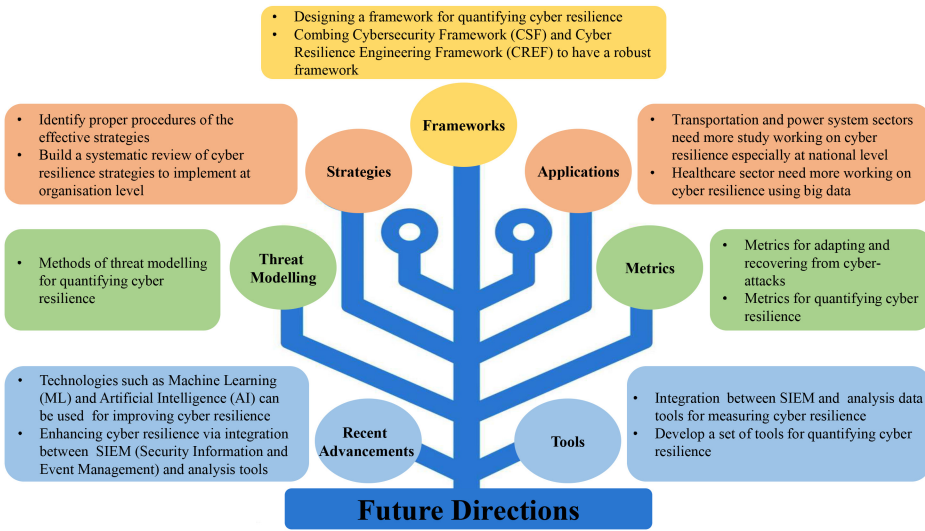 • Designing a framework for quantifying cyber resilience
• Combing Cybersecurity Framework (CSF) and Cyber
Resilience Engineering Framework (CREF) to have a robust
framework
Frameworks
• Identify proper procedures of the
effective strategies
• Build a systematic review of cyber
resilience strategies to implement at
organisation level
Strategies
Applications
• Transportation and power system sectors
need more study working on cyber
resilience especially at national level
• Healthcare sector need more working on
cyber resilience using big data
• Methods of threat modelling
for quantifying cyber
resilience
Threat
Modelling
Metrics
• Metrics for adapting and
recovering from cyber-
attacks
• Metrics for quantifying cyber
resilience
• Technologies such as Machine Learning
(ML) and Artificial Intelligence (AI) can
be used for improving cyber resilience
• Enhancing cyber resilience via integration
between SIEM (Security Information and
Event Management) and analysis tools
Recent
Advancements
Tools
• Integration between SIEM and analysis data
tools for measuring cyber resilience
• Develop a set of tools for quantifying cyber
resilience
Future Directions